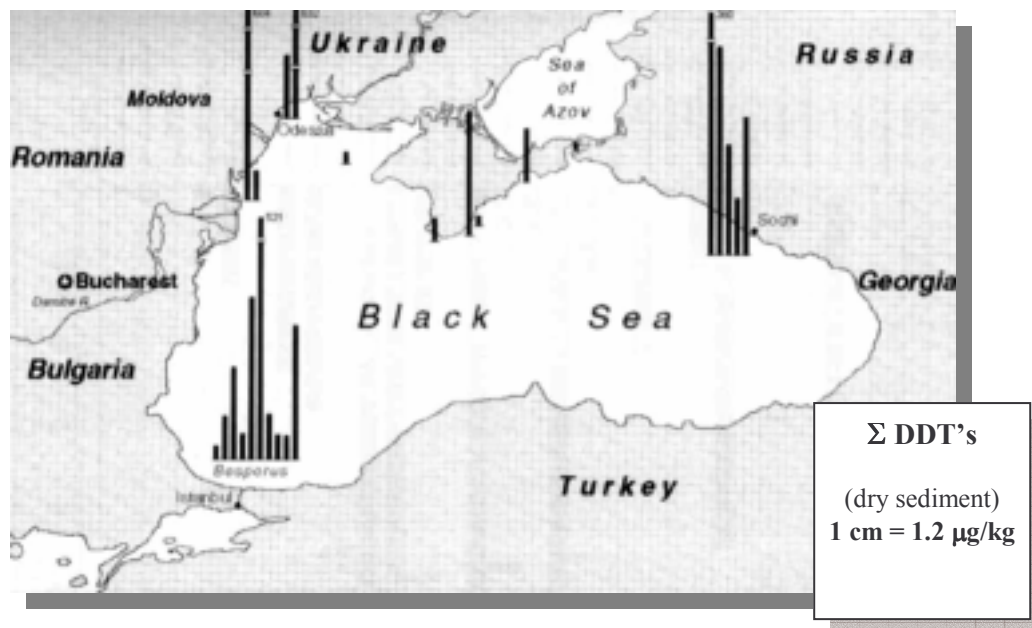 Ukraine
Russia
Sea
of
Azov
Moldova
Odessa
Romania
Sochi
Bucharest
Danube R.
Georgia
Black Sea
Bulgaria
Bosporus
Istanbul
Turkey
Σ DDT's
(dry sediment)
1 cm = 1.2 µg/kg